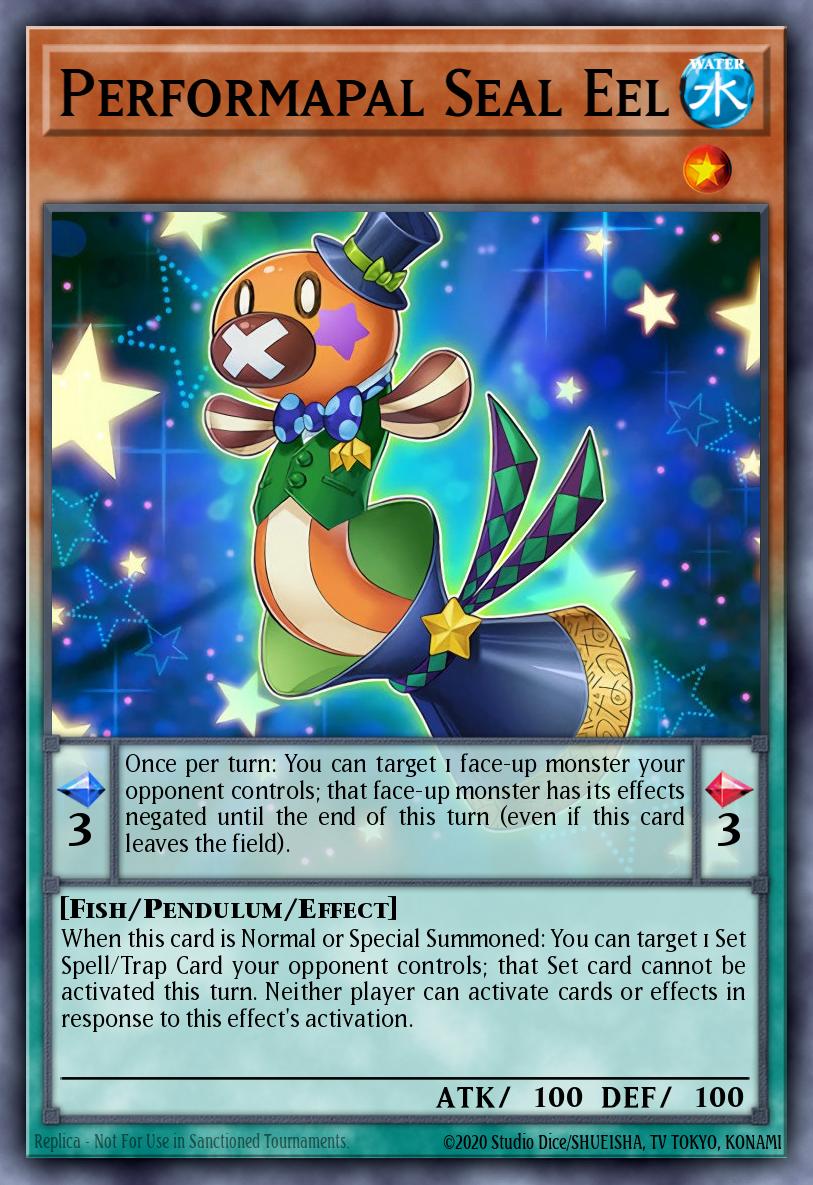 Performapal Seal Eel
WATER
水
Once per turn: You can target 1 face-up monster your
opponent controls; that face-up monster has its effects
negated until the end of this turn (even if this card
leaves the field).
3
3
[Fish/Pendulum/Effect]
When this card is Normal or Special Summoned: You can target 1 Set
Spell/Trap Card your opponent controls; that Set card cannot be
activated this turn. Neither player can activate cards or effects in
response to this effect's activation.
ATK/ 100 DEF/ 100
Replica - Not For Use in Sanctioned Tournaments.
©2020 Studio Dice/SHUEISHA, TV TOKYO, KONAMI